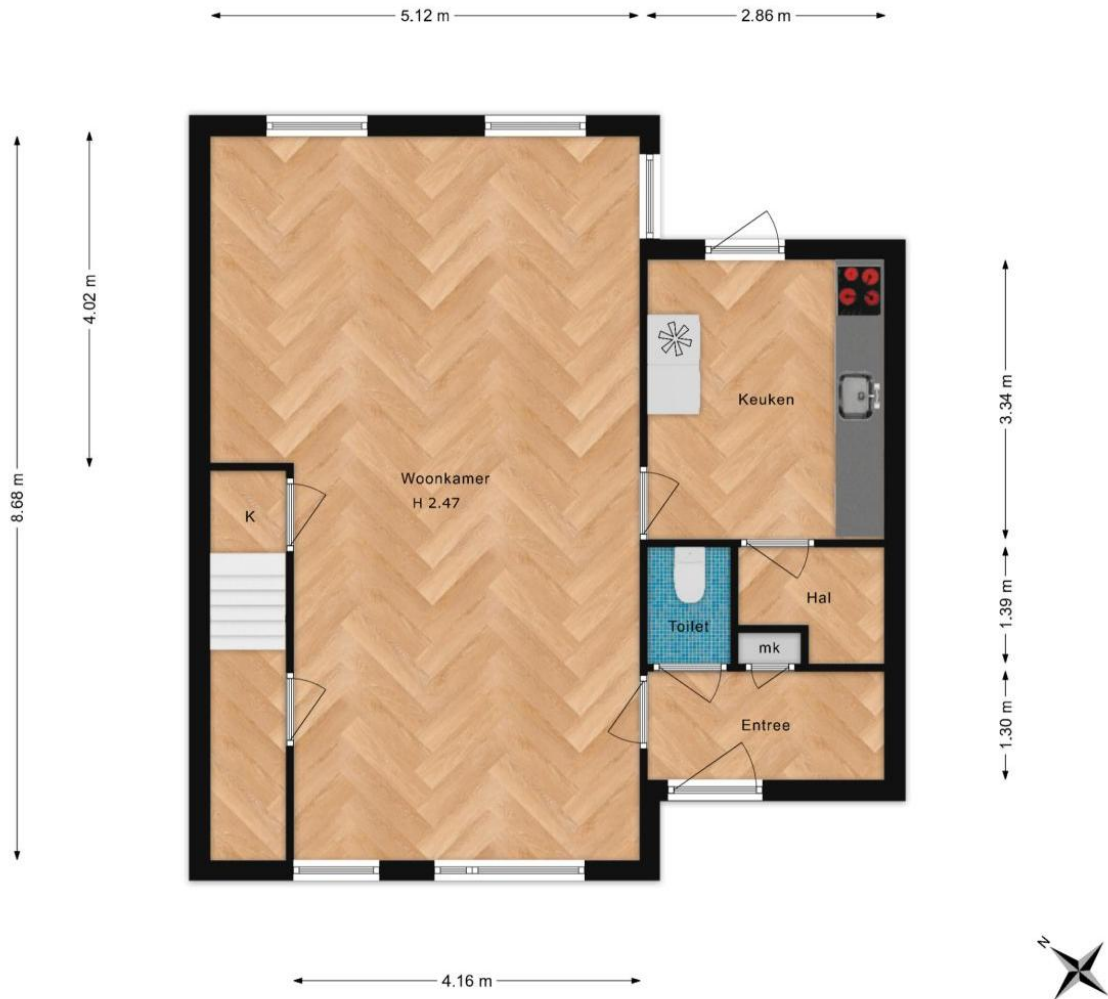 5.12 m
2.86 m
4.02 m
8.68 m
3.34 m
Keuken
Woonkamer
H 2.47
K
Hal
1.39 m
Toilet
mk
Entree
1.30 m
N
4.16 m